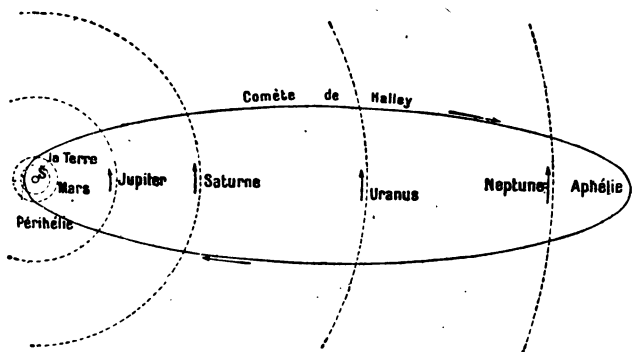 Comète de Halley
la Terre
Mars
Jupiter
Saturne
Uranus
Neptune
Aphélie
Périhélie